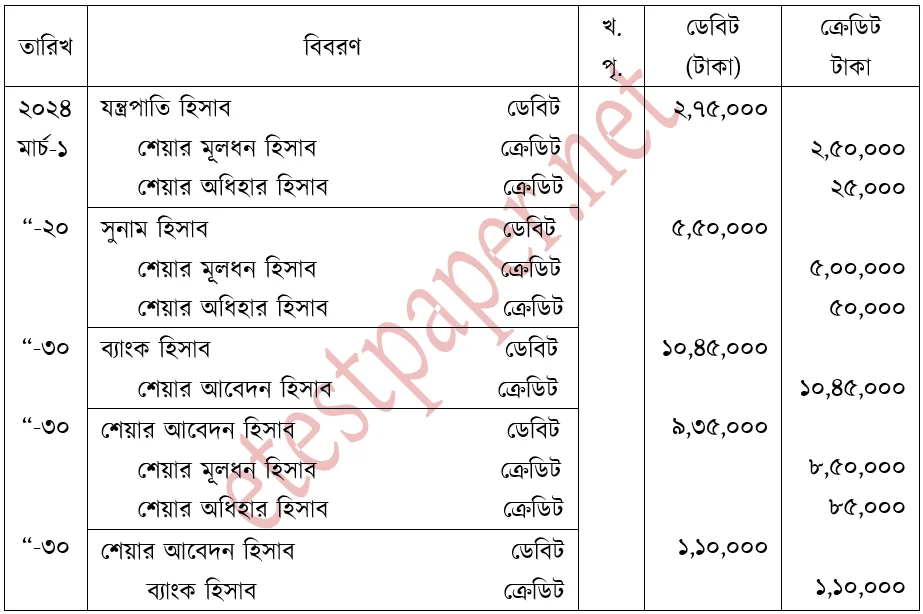 তারিখ বিবরণ খ. পৃ. ডেবিট (টাকা) ক্রেডিট টাকা
২০২৪ যন্ত্রপাতি হিসাব ডেবিট ২,৭৫,০০০
মার্চ-১ শেয়ার মূলধন হিসাব ক্রেডিট ২,৫০,০০০
শেয়ার অধিহার হিসাব ক্রেডিট ২৫,০০০
“-২০ সুনাম হিসাব ডেবিট ৫,৫০,০০০
শেয়ার মূলধন হিসাব ক্রেডিট ৫,০০,০০০
শেয়ার অধিহার হিসাব ক্রেডিট ৫০,০০০
“-৩০ ব্যাংক হিসাব ডেবিট ১০,৪৫,০০০
শেয়ার আবেদন হিসাব ক্রেডিট ১০,৪৫,০০০
“-৩০ শেয়ার আবেদন হিসাব ডেবিট ৯,৩৫,০০০
শেয়ার মূলধন হিসাব ক্রেডিট ৮,৫০,০০০
শেয়ার অধিহার হিসাব ক্রেডিট ৮৫,০০০
“-৩০ শেয়ার আবেদন হিসাব ডেবিট ১,১০,০০০
ব্যাংক হিসাব ক্রেডিট ১,১০,০০০
etestpaper.net